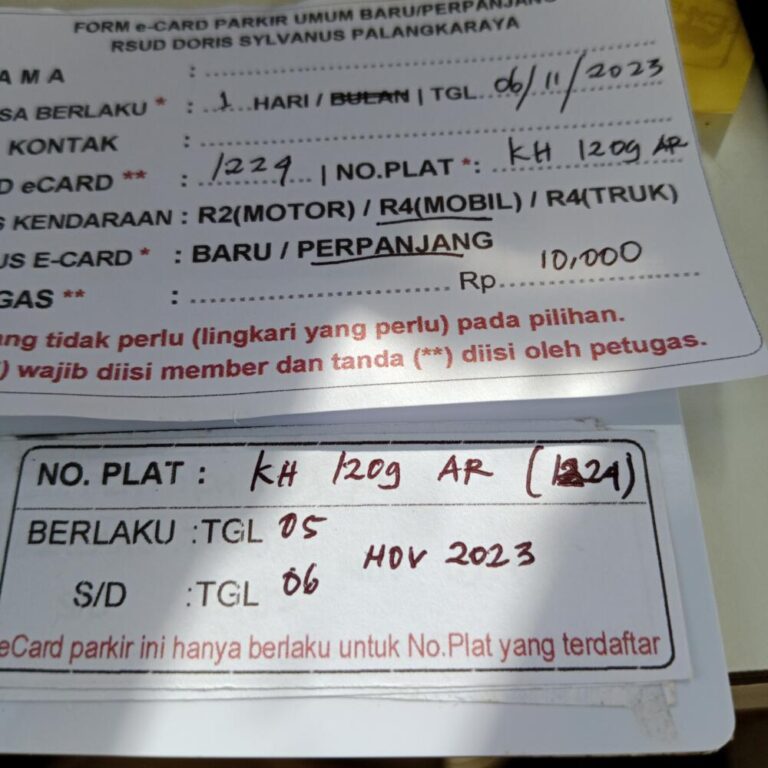 FORM e-CARD PARKIR UMUM BARU/PERPANJANG
RSUD DORIS SYLVANUS PALANGKARAYA
AMA : ........................
SA BERLAKU * : ..1...HARI / BULAN | TGL...06/11/2023
KONTAK : ........................
D eCARD ** : ..1224....| NO.PLAT *: KH 1209 AR
S KENDARAAN : R2(MOTOR) / R4(MOBIL) / R4(TRUK)
US E-CARD * : BARU / PERPANJANG
GAS ** : ........................ Rp...10,000
ang tidak perlu (lingkari yang perlu) pada pilihan.
) wajib diisi member dan tanda (**) diisi oleh petugas.
NO. PLAT : KH 1209 AR (1224)
BERLAKU :TGL 05
NOV 2023
S/D :TGL 06
eCard parkir ini hanya berlaku untuk No.Plat yang terdaftar